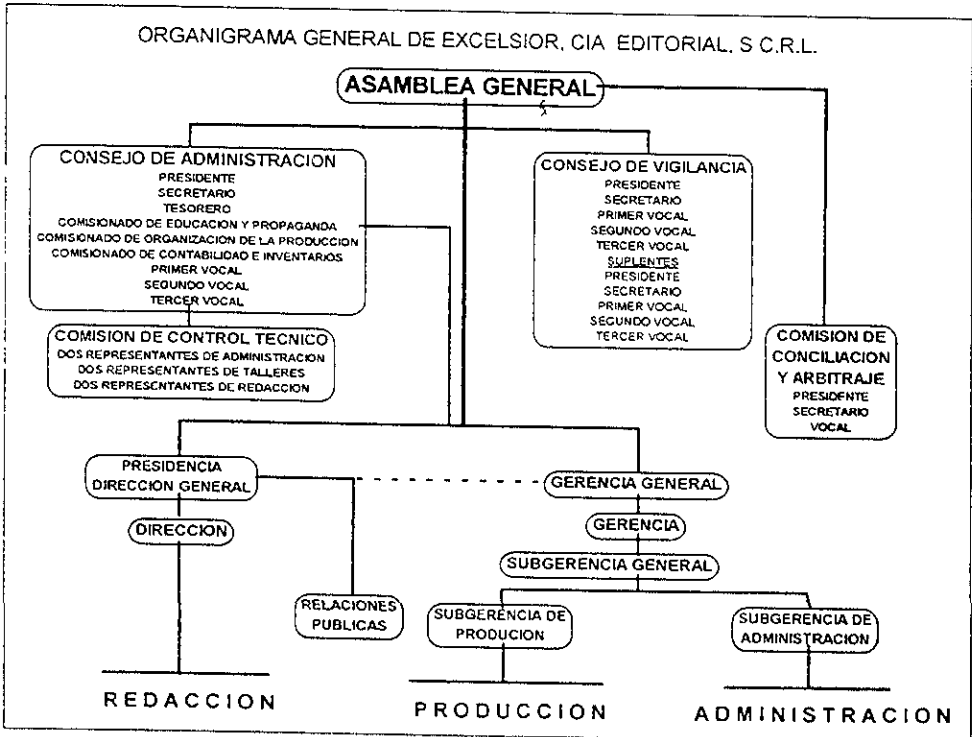 ORGANIGRAMA GENERAL DE EXCELSIOR, CIA EDITORIAL, S C.R.L.
ASAMBLEA GENERAL
CONSEJO DE ADMINISTRACION
PRESIDENTE
SECRETARIO
TESORERO
COMISIONADO DE EDUCACION Y PROPAGANDA
COMISIONADO DE ORGANIZACION DE LA PRODUCCION
COMISIONADO DE CONTABILIDAD E INVENTARIOS
PRIMER VOCAL
SEGUNDO VOCAL
TERCER VOCAL
CONSEJO DE VIGILANCIA
PRESIDENTE
SECRETARIO
PRIMER VOCAL
SEGUNDO VOCAL
TERCER VOCAL
SUPLENTES
PRESIDENTE
SECRETARIO
PRIMER VOCAL
SEGUNDO VOCAL
TERCER VOCAL
COMISION DE CONTROL TECNICO
DOS REPRESENTANTES DE ADMINISTRACION
DOS REPRESENTANTES DE TALLERES
DOS REPRESENTANTES DE REDACCION
COMISION DE
CONCILIACION
Y ARBITRAJE
PRESIDENTE
SECRETARIO
VOCAL
PRESIDENCIA
DIRECCION GENERAL
GERENCIA GENERAL
DIRECCION
GERENCIA
SUBGERENCIA GENERAL
RELACIONES
PUBLICAS
SUBGERENCIA DE
PRODUCION
SUBGERENCIA DE
ADMINISTRACION
REDACCION
PRODUCCION
ADMINISTRACION